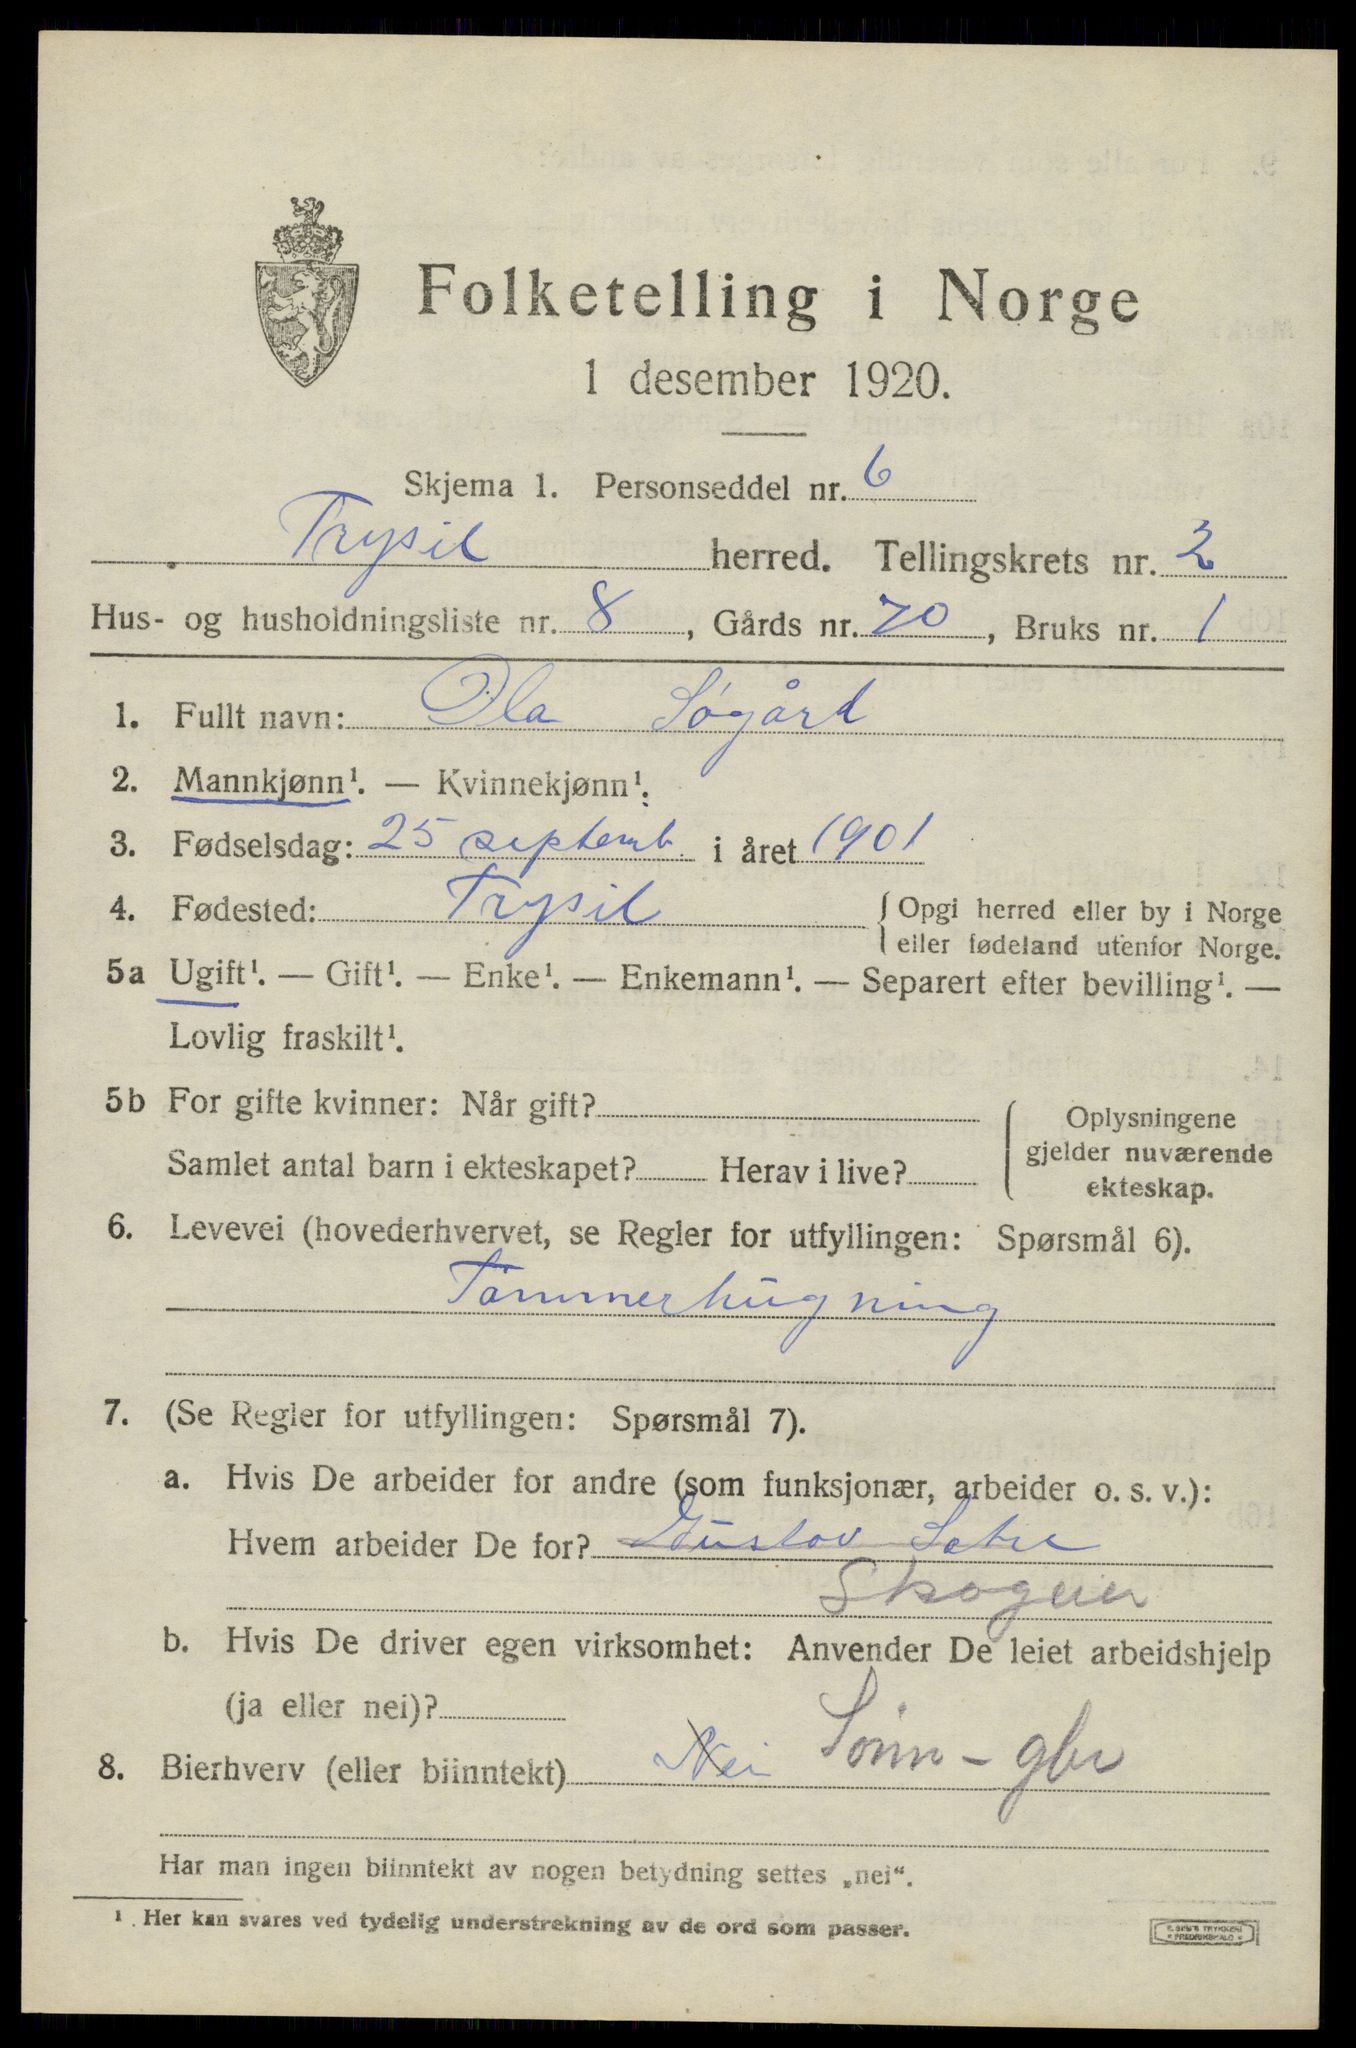 Folketelling i Norge
1 desember 1920.
Skjema 1. Personseddel nr. 6
Trysil herred. Tellingskrets nr. 2
Hus- og husholdningsliste nr. 8, Gårds nr. 70, Bruks nr. 1
1. Fullt navn: Ola Søgård
2. Mannkjønn¹. — Kvinnekjønn¹.
3. Fødselsdag: 25 septemb. i året 1901
4. Fødested: Trysil { Opgi herred eller by i Norge
eller fødeland utenfor Norge.
5a Ugift¹. — Gift¹. — Enke¹. — Enkemann¹. — Separert efter bevilling¹. —
Lovlig fraskilt¹.
5b For gifte kvinner: Når gift? Oplysningene
gjelder nuværende
Samlet antal barn i ekteskapet? Herav i live?
ekteskap.
6. Levevei (hovederhvervet, se Regler for utfyllingen: Spørsmål 6).
Tømmerhugning
7. (Se Regler for utfyllingen: Spørsmål 7).
a. Hvis De arbeider for andre (som funksjonær, arbeider o. s. v.):
Hvem arbeider De for? Gustov Setre
Skogeier
b. Hvis De driver egen virksomhet: Anvender De leiet arbeidshjelp
(ja eller nei)?
8. Bierhverv (eller biinntekt) Nei Sønn - gbr
Har man ingen biinntekt av nogen betydning settes „nei“.
¹ Her kan svares ved tydelig understrekning av de ord som passer.